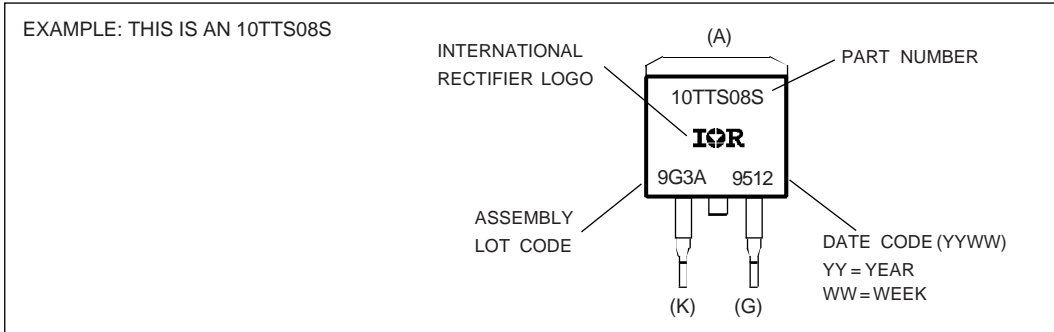 EXAMPLE: THIS IS AN 10TTS08S
INTERNATIONAL
RECTIFIER LOGO
(A)
PART NUMBER
10TTS08S
IOR
9G3A 9512
ASSEMBLY
LOT CODE
DATE CODE (YYWW)
YY = YEAR
WW = WEEK
(K) (G)